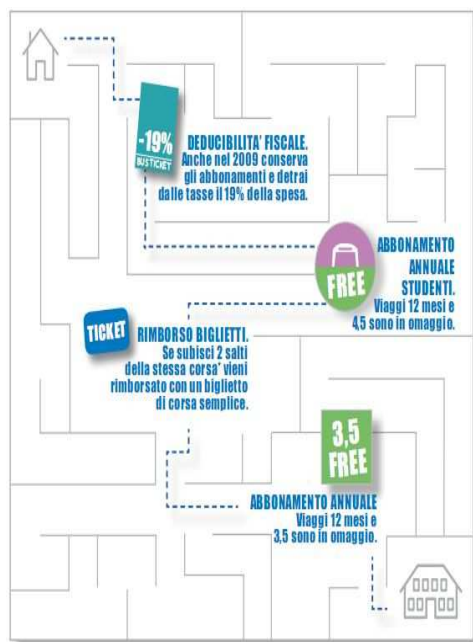 -19%
BUS TICKET
DEDUCIBILITA' FISCALE.
Anche nel 2009 conserva
gli abbonamenti e detrai
dalle tasse il 19% della spesa.
FREE
ABBONAMENTO
ANNUALE
STUDENTI.
Viaggi 12 mesi e
4,5 sono in omaggio.
TICKET
RIMBORSO BIGLIETTI.
Se subisci 2 salti
della stessa corsa* vieni
rimborsato con un biglietto
di corsa semplice.
3,5
FREE
ABBONAMENTO ANNUALE
Viaggi 12 mesi e
3,5 sono in omaggio.